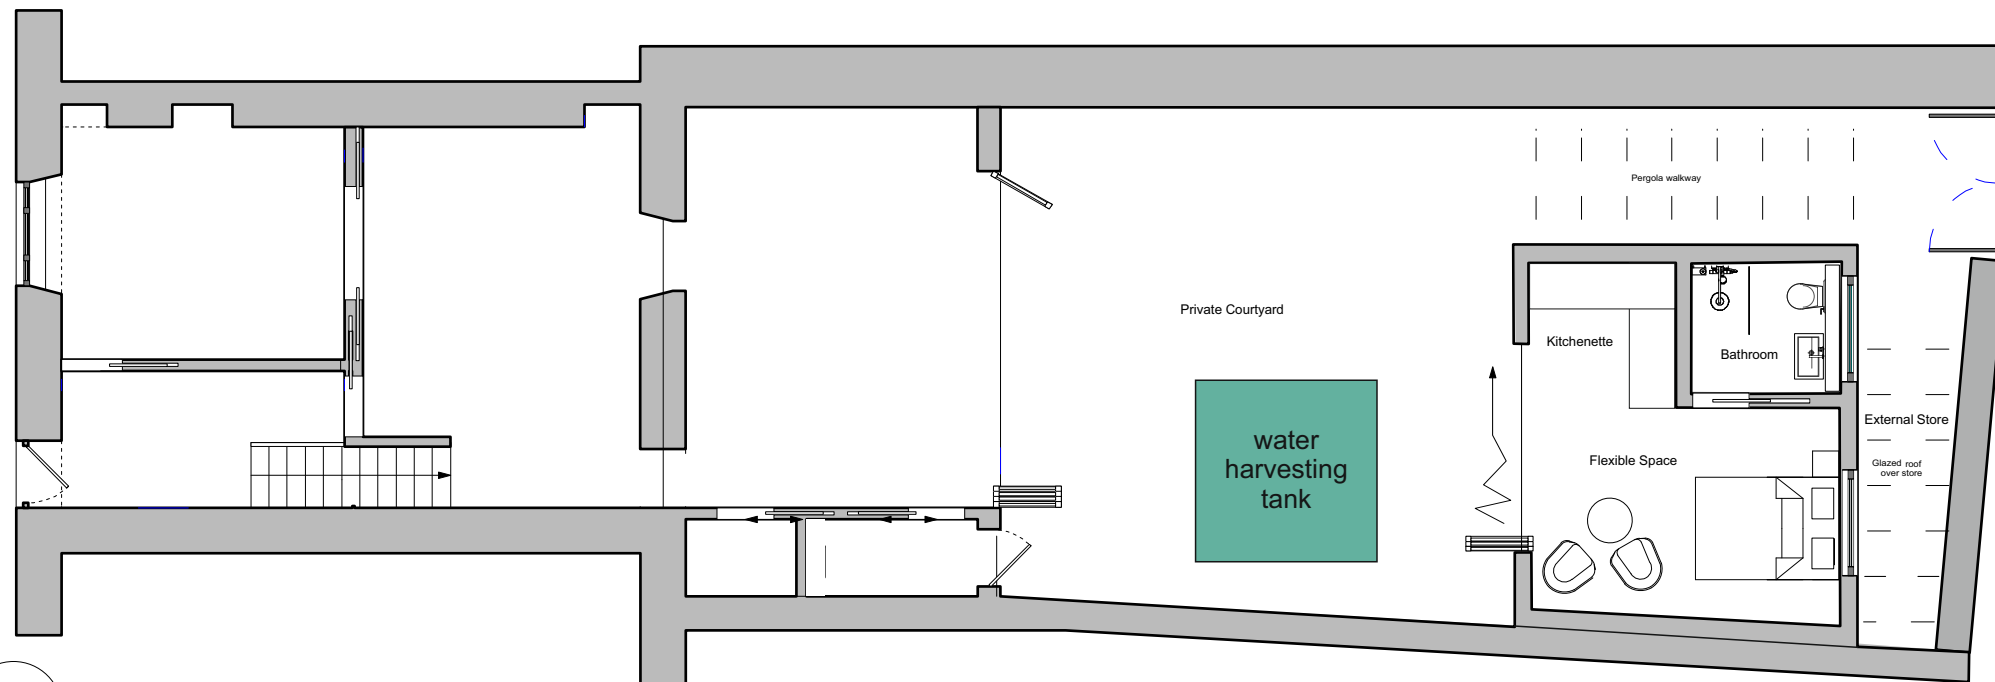 Pergola walkway
Private Courtyard
Kitchenette
Bathroom
External Store
water
harvesting
tank
Flexible Space
Glazed roof
over store